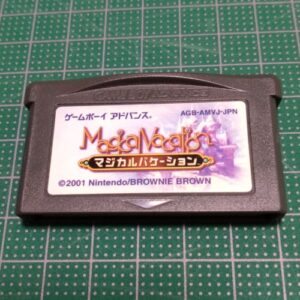 ゲームボーイ アドバンス®
AGB-AMVJ-JPN
Magical Vacation
マジカルバケーション
©2001 Nintendo/BROWNIE BROWN